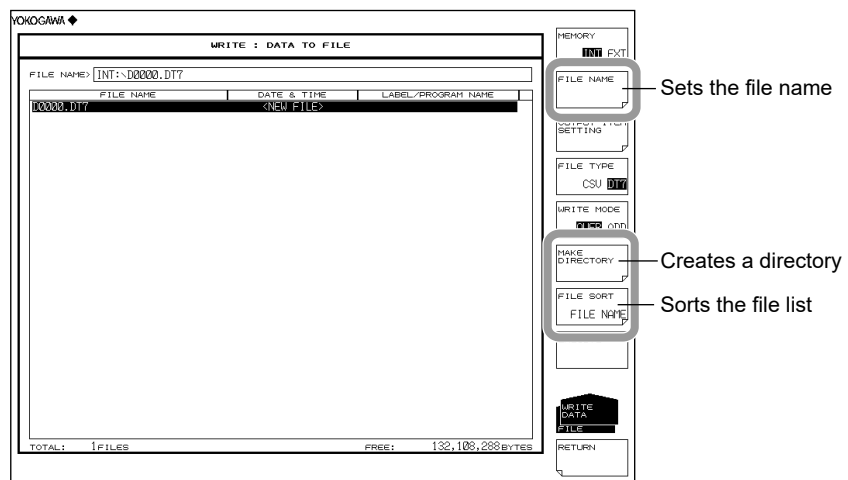 YOKOGAWA ◆
WRITE : DATA TO FILE
FILE NAME> INT:\D0000.DT7
FILE NAME DATE & TIME LABEL/PROGRAM NAME
D0000.DT7 <NEW FILE>
TOTAL: 1FILES FREE: 132,108,288BYTES
MEMORY
INT EXT
FILE NAME
Sets the file name
OUTPUT ITEM
SETTING
FILE TYPE
CSV DT7
WRITE MODE
OVER ADD
MAKE
DIRECTORY
Creates a directory
FILE SORT
FILE NAME
Sorts the file list
WRITE
DATA
FILE
RETURN